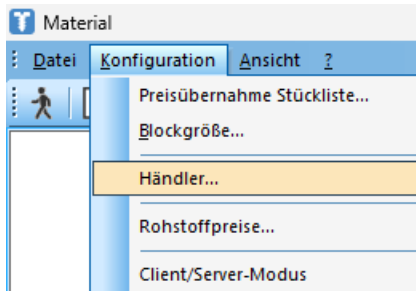 Material
Datei Konfiguration Ansicht ?
Preisübernahme Stückliste...
Blockgröße...
Händler...
Rohstoffpreise...
Client/Server-Modus